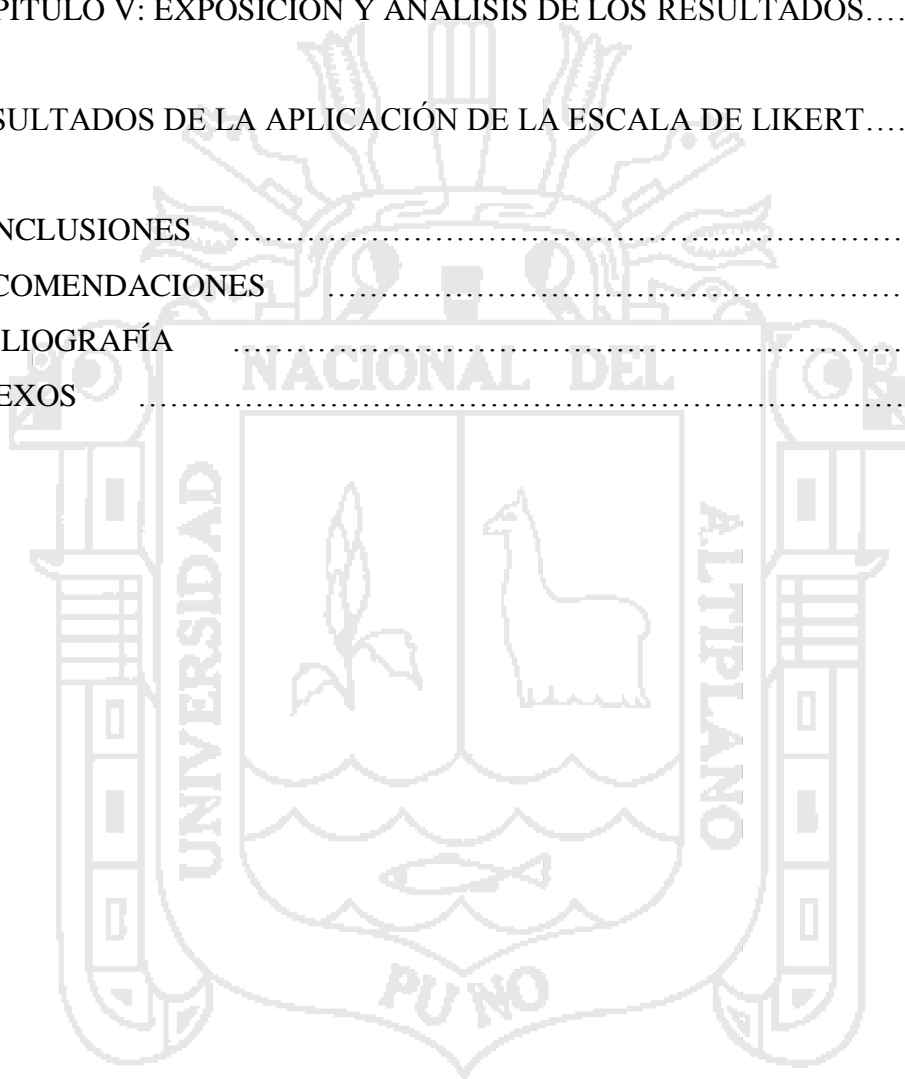 PÍTULO V: EXPOSICIÓN Y ANÁLISIS DE LOS RESULTADOS….
SULTADOS DE LA APLICACIÓN DE LA ESCALA DE LIKERT….
NCLUSIONES ……………………………………………………………
COMENDACIONES ……………………………………………………
LIOGRAFÍA ……………………………………………………………
EXOS ……………………………………………………………………
NACIONAL DEL
UNIVERSIDAD
ALTIPLANO
PUNO